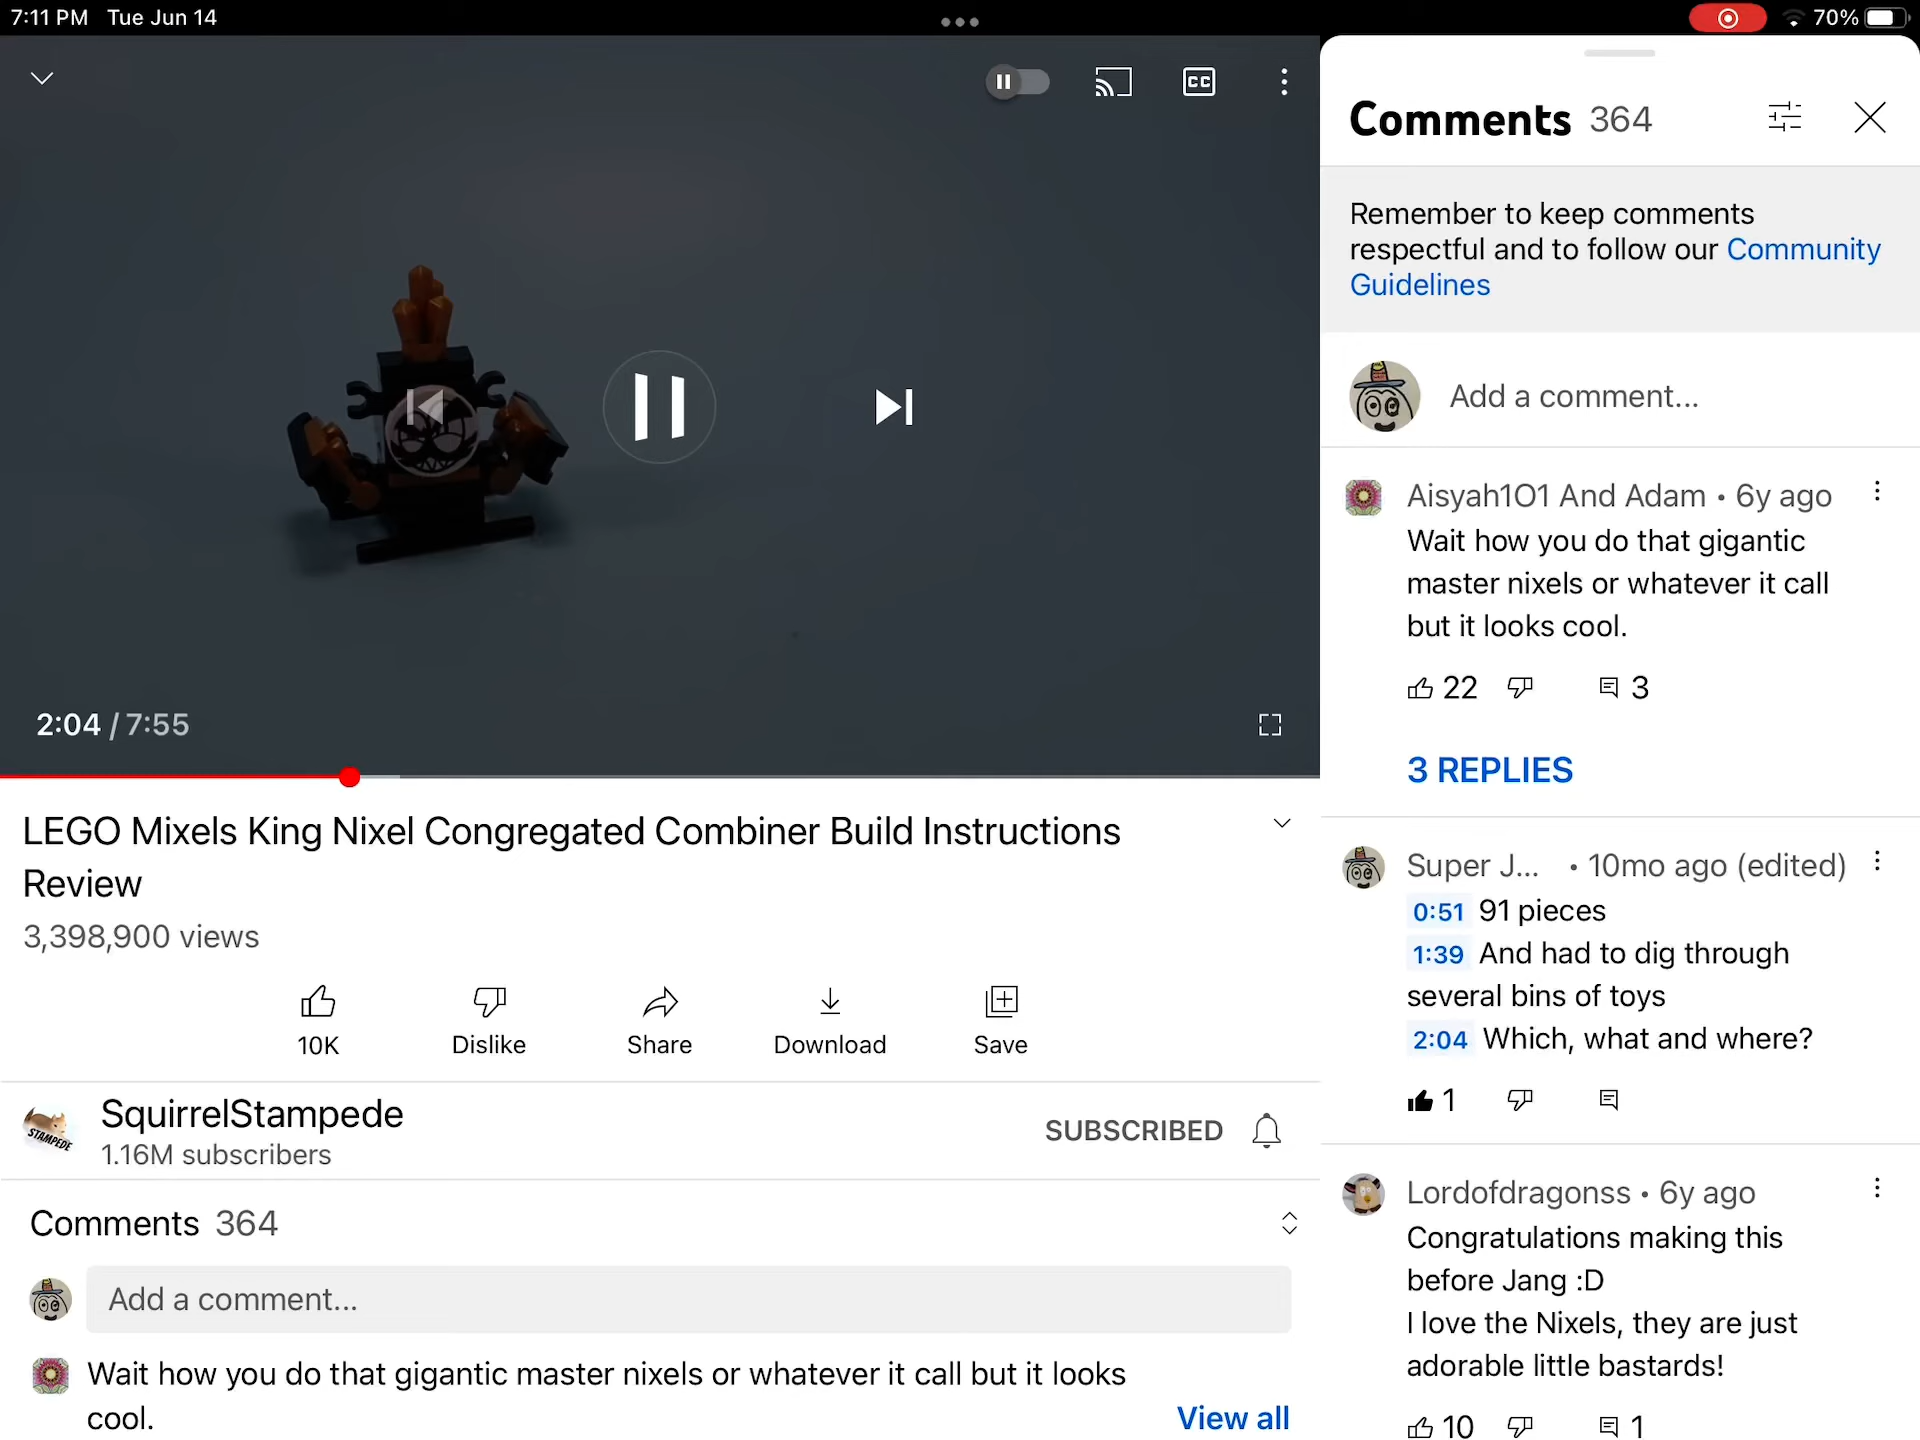 7:11 PM Tue Jun 14
70%
CC
2:04 / 7:55
LEGO Mixels King Nixel Congregated Combiner Build Instructions
Review
3,398,900 views
10K
Dislike
Share
Download
Save
STAMPEDE
SquirrelStampede
1.16M subscribers
SUBSCRIBED
Comments 364
Add a comment...
Wait how you do that gigantic master nixels or whatever it call but it looks
cool.
View all
Comments 364
Remember to keep comments
respectful and to follow our Community
Guidelines
Add a comment...
Aisyah1O1 And Adam • 6y ago
Wait how you do that gigantic
master nixels or whatever it call
but it looks cool.
22
3
3 REPLIES
Super J... • 10mo ago (edited)
0:51 91 pieces
1:39 And had to dig through
several bins of toys
2:04 Which, what and where?
1
Lordofdragonss • 6y ago
Congratulations making this
before Jang :D
I love the Nixels, they are just
adorable little bastards!
10
1